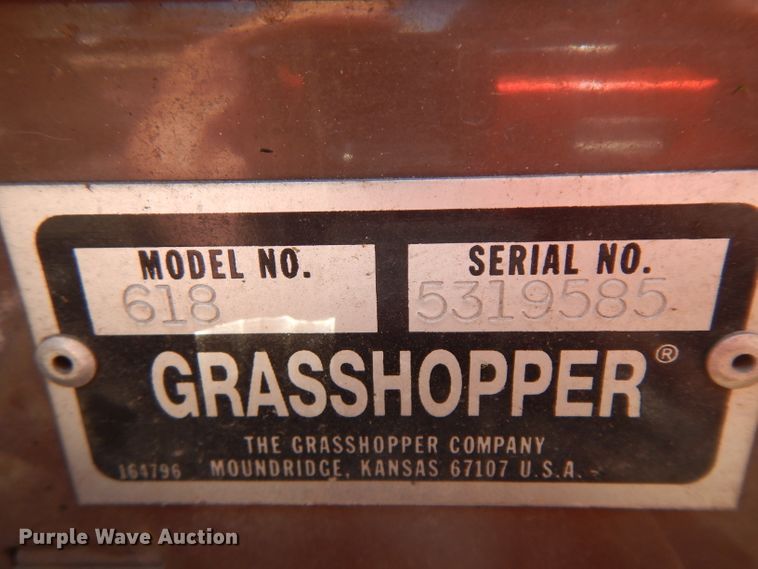 MODEL NO. SERIAL NO.
618 5319585
GRASSHOPPER®
THE GRASSHOPPER COMPANY
164796 MOUNDRIDGE, KANSAS 67107 U.S.A.
Purple Wave Auction